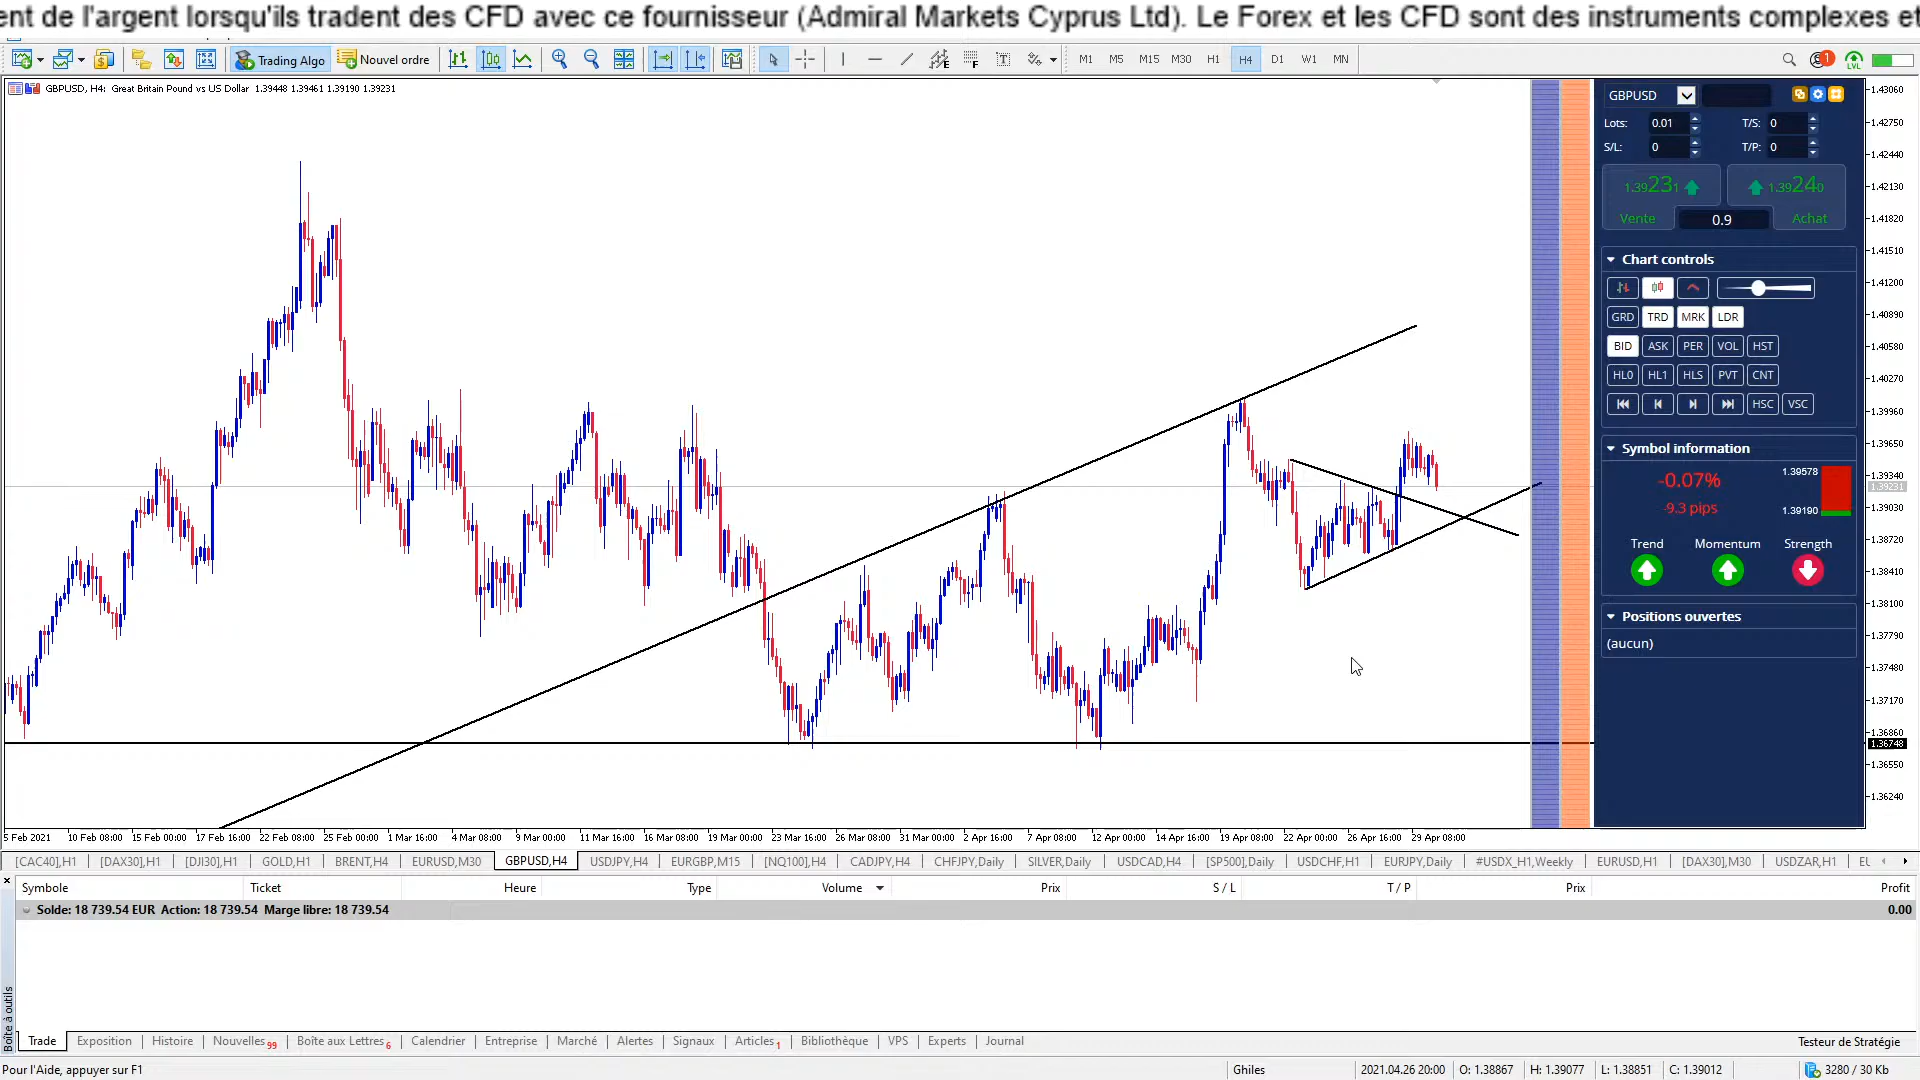 ent de l'argent lorsqu'ils tradent des CFD avec ce fournisseur (Admiral Markets Cyprus Ltd). Le Forex et les CFD sont des instruments complexes et
Trading Algo Nouvel ordre M1 M5 M15 M30 H1 H4 D1 W1 MN 1 LVL
GBPUSD, H4: Great Britain Pound vs US Dollar 1.39448 1.39461 1.39190 1.39231
1.43060
1.42750
1.42440
1.42130
1.41820
1.41510
1.41200
1.40890
1.40580
1.40270
1.39960
1.39650
1.39340
1.39231
1.39030
1.38720
1.38410
1.38100
1.37790
1.37480
1.37170
1.36860
1.36748
1.36550
1.36240
GBPUSD
Lots: 0.01 T/S: 0
S/L: 0 T/P: 0
1.39231 1.39240
Vente 0.9 Achat
Chart controls
GRD TRD MRK LDR
BID ASK PER VOL HST
HL0 HL1 HLS PVT CNT
HSC VSC
Symbol information
-0.07% 1.39578
-9.3 pips 1.39190
Trend Momentum Strength
Positions ouvertes
(aucun)
5 Feb 2021 10 Feb 08:00 15 Feb 00:00 17 Feb 16:00 22 Feb 08:00 25 Feb 00:00 1 Mar 16:00 4 Mar 08:00 9 Mar 00:00 11 Mar 16:00 16 Mar 08:00 19 Mar 00:00 23 Mar 16:00 26 Mar 08:00 31 Mar 00:00 2 Apr 16:00 7 Apr 08:00 12 Apr 00:00 14 Apr 16:00 19 Apr 08:00 22 Apr 00:00 26 Apr 16:00 29 Apr 08:00
[CAC40],H1 [DAX30],H1 [DJI30],H1 GOLD,H1 BRENT,H4 EURUSD,M30 GBPUSD,H4 USDJPY,H4 EURGBP,M15 [NQ100],H4 CADJPY,H4 CHFJPY,Daily SILVER,Daily USDCAD,H4 [SP500],Daily USDCHF,H1 EURJPY,Daily #USDX_H1,Weekly EURUSD,H1 [DAX30],M30 USDZAR,H1 EU
Symbole Ticket Heure Type Volume Prix S / L T / P Prix Profit
Solde: 18 739.54 EUR Action: 18 739.54 Marge libre: 18 739.54 0.00
Boîte à outils
Trade Exposition Histoire Nouvelles 99 Boîte aux Lettres 6 Calendrier Entreprise Marché Alertes Signaux Articles 1 Bibliothèque VPS Experts Journal Testeur de Stratégie
Pour l'Aide, appuyer sur F1 Ghiles 2021.04.26 20:00 O: 1.38867 H: 1.39077 L: 1.38851 C: 1.39012 3280 / 30 Kb